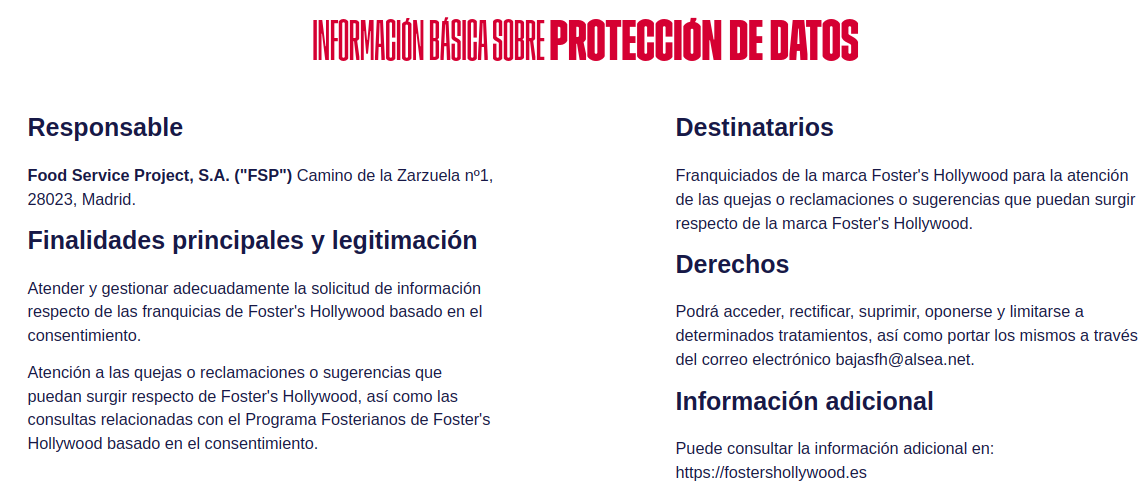 INFORMACIÓN BÁSICA SOBRE PROTECCIÓN DE DATOS
Responsable
Food Service Project, S.A. ("FSP") Camino de la Zarzuela nº1,
28023, Madrid.
Finalidades principales y legitimación
Atender y gestionar adecuadamente la solicitud de información
respecto de las franquicias de Foster's Hollywood basado en el
consentimiento.
Atención a las quejas o reclamaciones o sugerencias que
puedan surgir respecto de Foster's Hollywood, así como las
consultas relacionadas con el Programa Fosterianos de Foster's
Hollywood basado en el consentimiento.
Destinatarios
Franquiciados de la marca Foster's Hollywood para la atención
de las quejas o reclamaciones o sugerencias que puedan surgir
respecto de la marca Foster's Hollywood.
Derechos
Podrá acceder, rectificar, suprimir, oponerse y limitarse a
determinados tratamientos, así como portar los mismos a través
del correo electrónico bajasfh@alsea.net.
Información adicional
Puede consultar la información adicional en:
https://fostershollywood.es